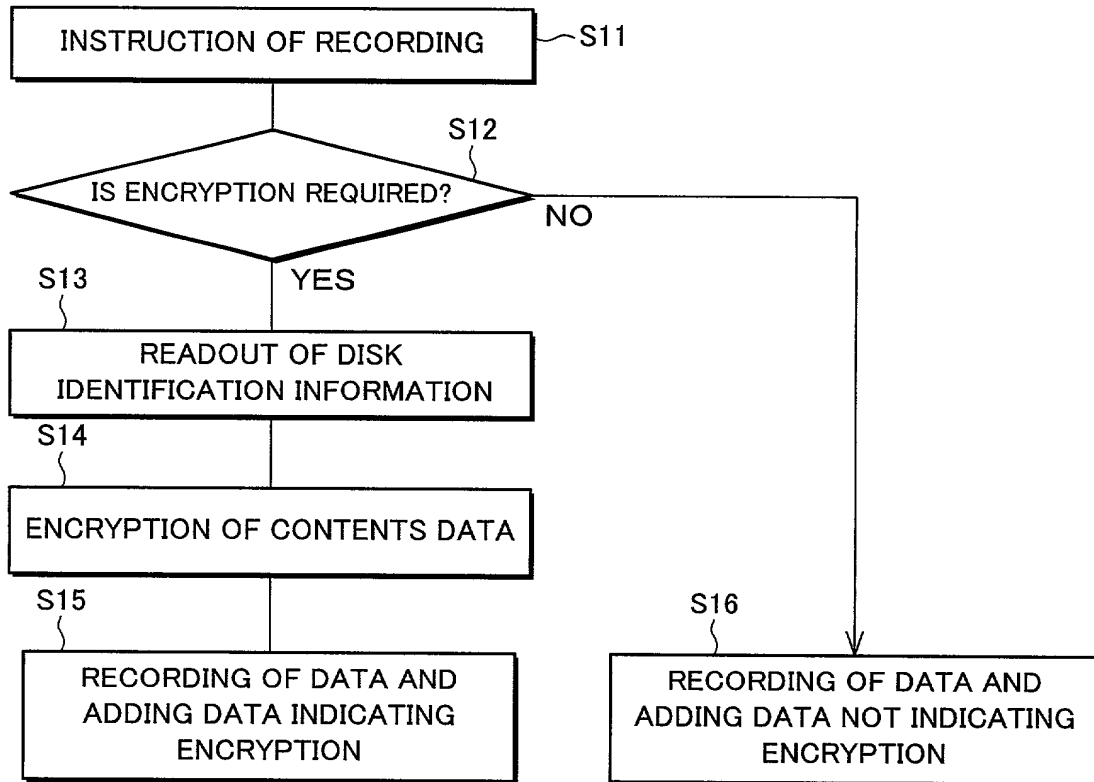 INSTRUCTION OF RECORDING
S11
S12
IS ENCRYPTION REQUIRED?
NO
YES
S13
READOUT OF DISK
IDENTIFICATION INFORMATION
S14
ENCRYPTION OF CONTENTS DATA
S15
RECORDING OF DATA AND
ADDING DATA INDICATING
ENCRYPTION
S16
RECORDING OF DATA AND
ADDING DATA NOT INDICATING
ENCRYPTION